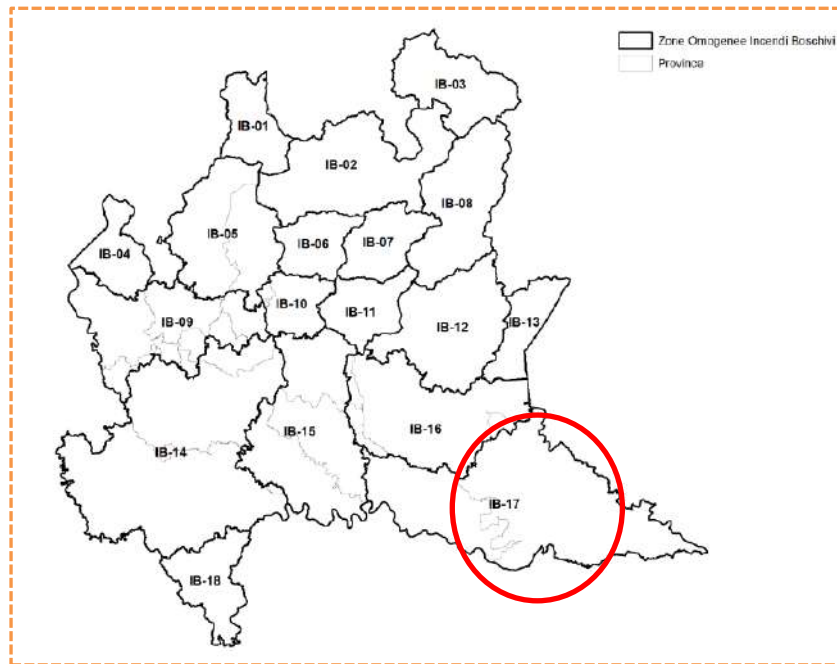 Zone Omogenee Incendi Boschivi
Province
IB-03
IB-01
IB-02
IB-08
IB-05
IB-06
IB-07
IB-04
IB-09
IB-10
IB-11
IB-12
IB-13
IB-14
IB-15
IB-16
IB-17
IB-18